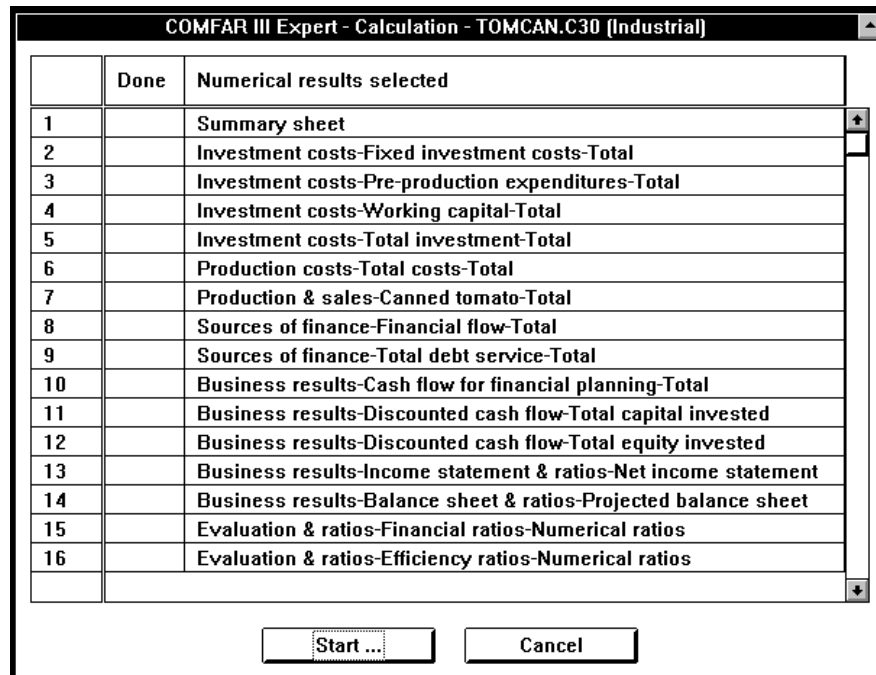 COMFAR III Expert - Calculation - TOMCAN.C30 (Industrial)
Done Numerical results selected
1 Summary sheet
2 Investment costs-Fixed investment costs-Total
3 Investment costs-Pre-production expenditures-Total
4 Investment costs-Working capital-Total
5 Investment costs-Total investment-Total
6 Production costs-Total costs-Total
7 Production & sales-Canned tomato-Total
8 Sources of finance-Financial flow-Total
9 Sources of finance-Total debt service-Total
10 Business results-Cash flow for financial planning-Total
11 Business results-Discounted cash flow-Total capital invested
12 Business results-Discounted cash flow-Total equity invested
13 Business results-Income statement & ratios-Net income statement
14 Business results-Balance sheet & ratios-Projected balance sheet
15 Evaluation & ratios-Financial ratios-Numerical ratios
16 Evaluation & ratios-Efficiency ratios-Numerical ratios
Start ... Cancel